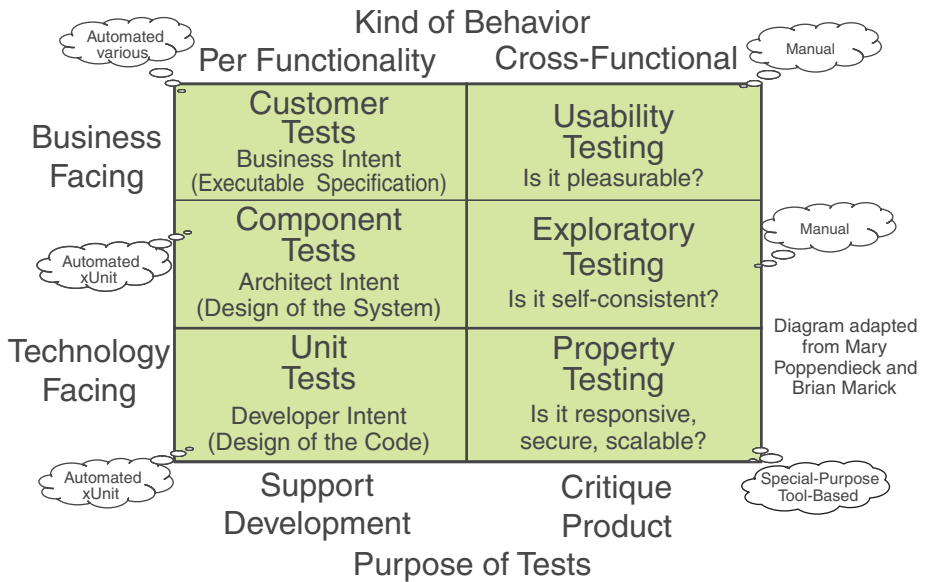 Kind of Behavior
Automated
various
Per Functionality
Cross-Functional
Manual
Business
Facing
Customer
Tests
Business Intent
(Executable Specification)
Usability
Testing
Is it pleasurable?
Automated
xUnit
Component
Tests
Architect Intent
(Design of the System)
Exploratory
Testing
Is it self-consistent?
Manual
Technology
Facing
Unit
Tests
Developer Intent
(Design of the Code)
Property
Testing
Is it responsive,
secure, scalable?
Diagram adapted
from Mary
Poppendieck and
Brian Marick
Automated
xUnit
Support
Development
Critique
Product
Special-Purpose
Tool-Based
Purpose of Tests